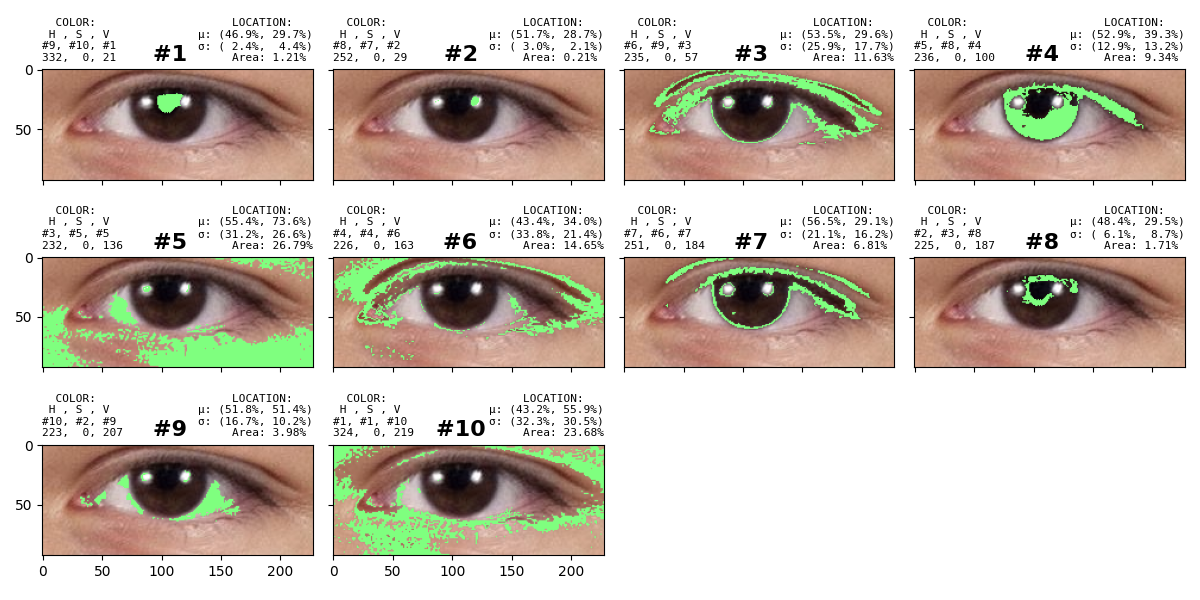 COLOR: LOCATION:
H , S , V μ: (46.9%, 29.7%)
#9, #10, #1 #1 σ: ( 2.4%, 4.4%)
332, 0, 21 Area: 1.21%
COLOR: LOCATION:
H , S , V μ: (51.7%, 28.7%)
#8, #7, #2 #2 σ: ( 3.0%, 2.1%)
252, 0, 29 Area: 0.21%
COLOR: LOCATION:
H , S , V μ: (53.5%, 29.6%)
#6, #9, #3 #3 σ: (25.9%, 17.7%)
235, 0, 57 Area: 11.63%
COLOR: LOCATION:
H , S , V μ: (52.9%, 39.3%)
#5, #8, #4 #4 σ: (12.9%, 13.2%)
236, 0, 100 Area: 9.34%
0
50
COLOR: LOCATION:
H , S , V μ: (55.4%, 73.6%)
#3, #5, #5 #5 σ: (31.2%, 26.6%)
232, 0, 136 Area: 26.79%
COLOR: LOCATION:
H , S , V μ: (43.4%, 34.0%)
#4, #4, #6 #6 σ: (33.8%, 21.4%)
226, 0, 163 Area: 14.65%
COLOR: LOCATION:
H , S , V μ: (56.5%, 29.1%)
#7, #6, #7 #7 σ: (21.1%, 16.2%)
251, 0, 184 Area: 6.81%
COLOR: LOCATION:
H , S , V μ: (48.4%, 29.5%)
#2, #3, #8 #8 σ: ( 6.1%, 8.7%)
225, 0, 187 Area: 1.71%
0
50
COLOR: LOCATION:
H , S , V μ: (51.8%, 51.4%)
#10, #2, #9 #9 σ: (16.7%, 10.2%)
223, 0, 207 Area: 3.98%
COLOR: LOCATION:
H , S , V μ: (43.2%, 55.9%)
#1, #1, #10 #10 σ: (32.3%, 30.5%)
324, 0, 219 Area: 23.68%
0
50
0 50 100 150 200
0 50 100 150 200